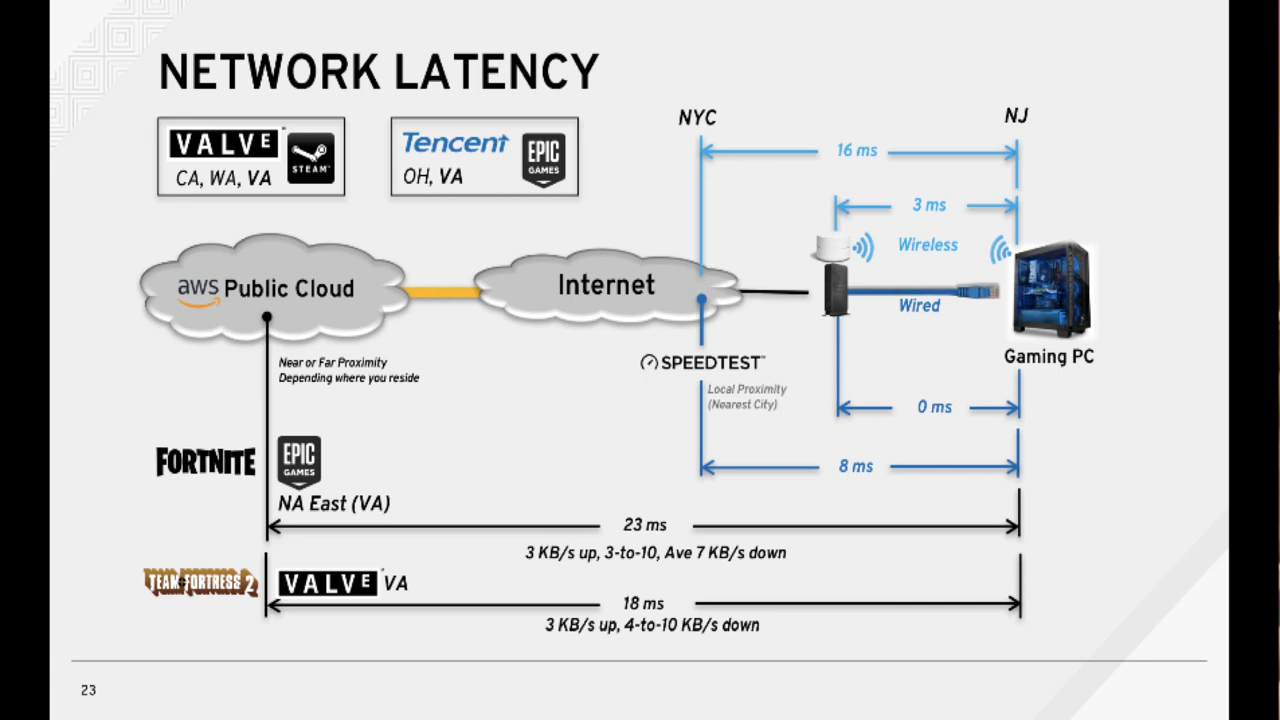 NETWORK LATENCY
VALVE
STEAM™
CA, WA, VA
Tencent
EPIC
GAMES
OH, VA
NYC
NJ
16 ms
3 ms
Wireless
aws Public Cloud
Internet
Wired
Near or Far Proximity
Depending where you reside
SPEEDTEST™
Gaming PC
Local Proximity
(Nearest City)
0 ms
FORTNITE
EPIC
GAMES
8 ms
NA East (VA)
23 ms
3 KB/s up, 3-to-10, Ave 7 KB/s down
TEAM FORTRESS 2
VALVE VA
18 ms
3 KB/s up, 4-to-10 KB/s down
23